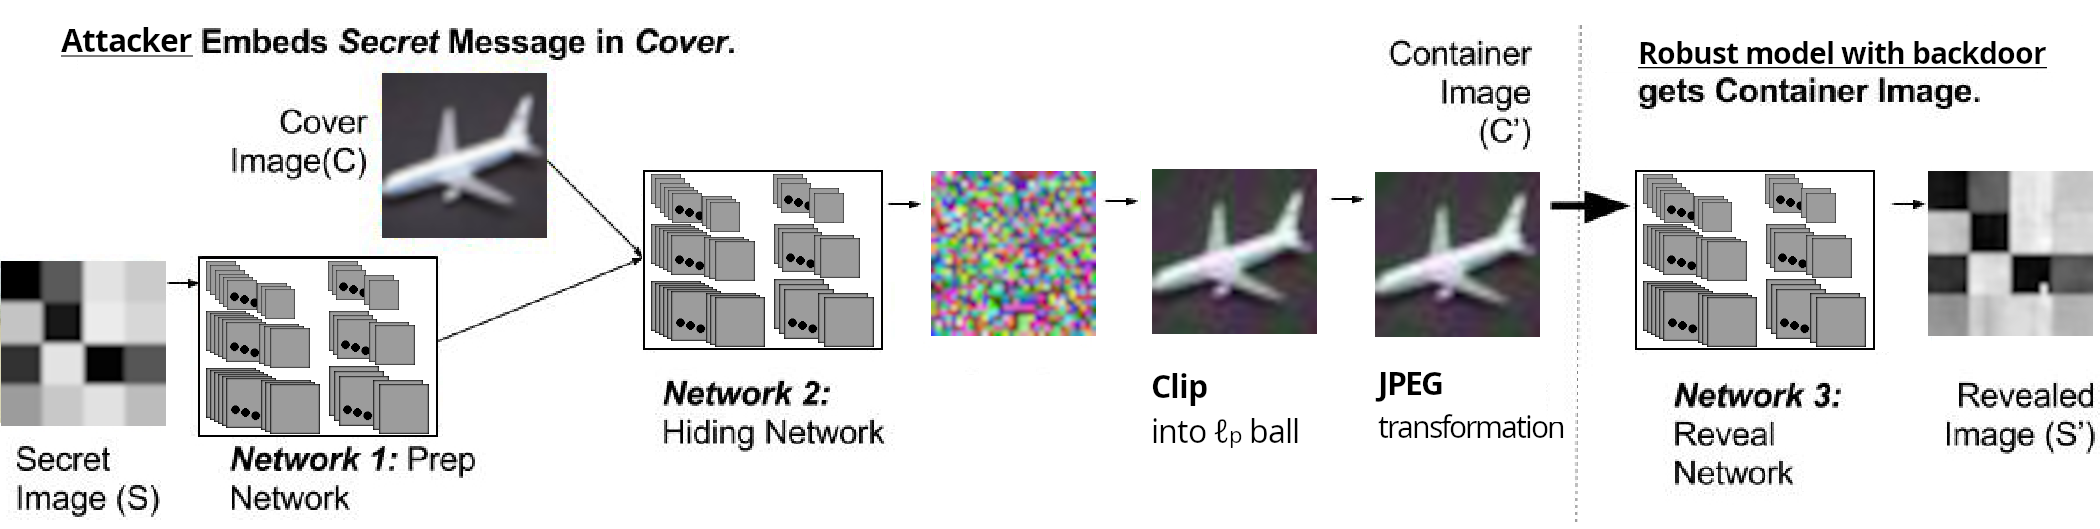 Attacker Embeds Secret Message in Cover.
Cover
Image(C)
Secret
Image (S)
Network 1: Prep
Network
Network 2:
Hiding Network
Clip
into ℓp ball
JPEG
transformation
Container
Image
(C’)
Robust model with backdoor
gets Container Image.
Network 3:
Reveal
Network
Revealed
Image (S’)